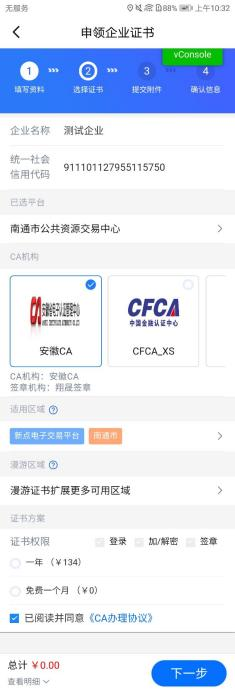 无服务
88%
上午10:32
申领企业证书
vConsole
1 2 3 4
填写资料 选择证书 提交附件 确认信息
企业名称 测试企业
统一社会
信用代码 911101127955115750
已选平台
南通市公共资源交易中心
CA机构
CFCA
中国金融认证中心
安徽CA CFCA_XS
CA机构:安徽CA
签章机构:翔晟签章
适用区域
新点电子交易平台 南通市
漫游区域
漫游证书扩展更多可用区域
证书方案
证书权限 登录 加/解密 签章
一年(¥134)
免费一个月(¥0)
已阅读并同意《CA办理协议》
总计 ¥0.00
查看明细
下一步